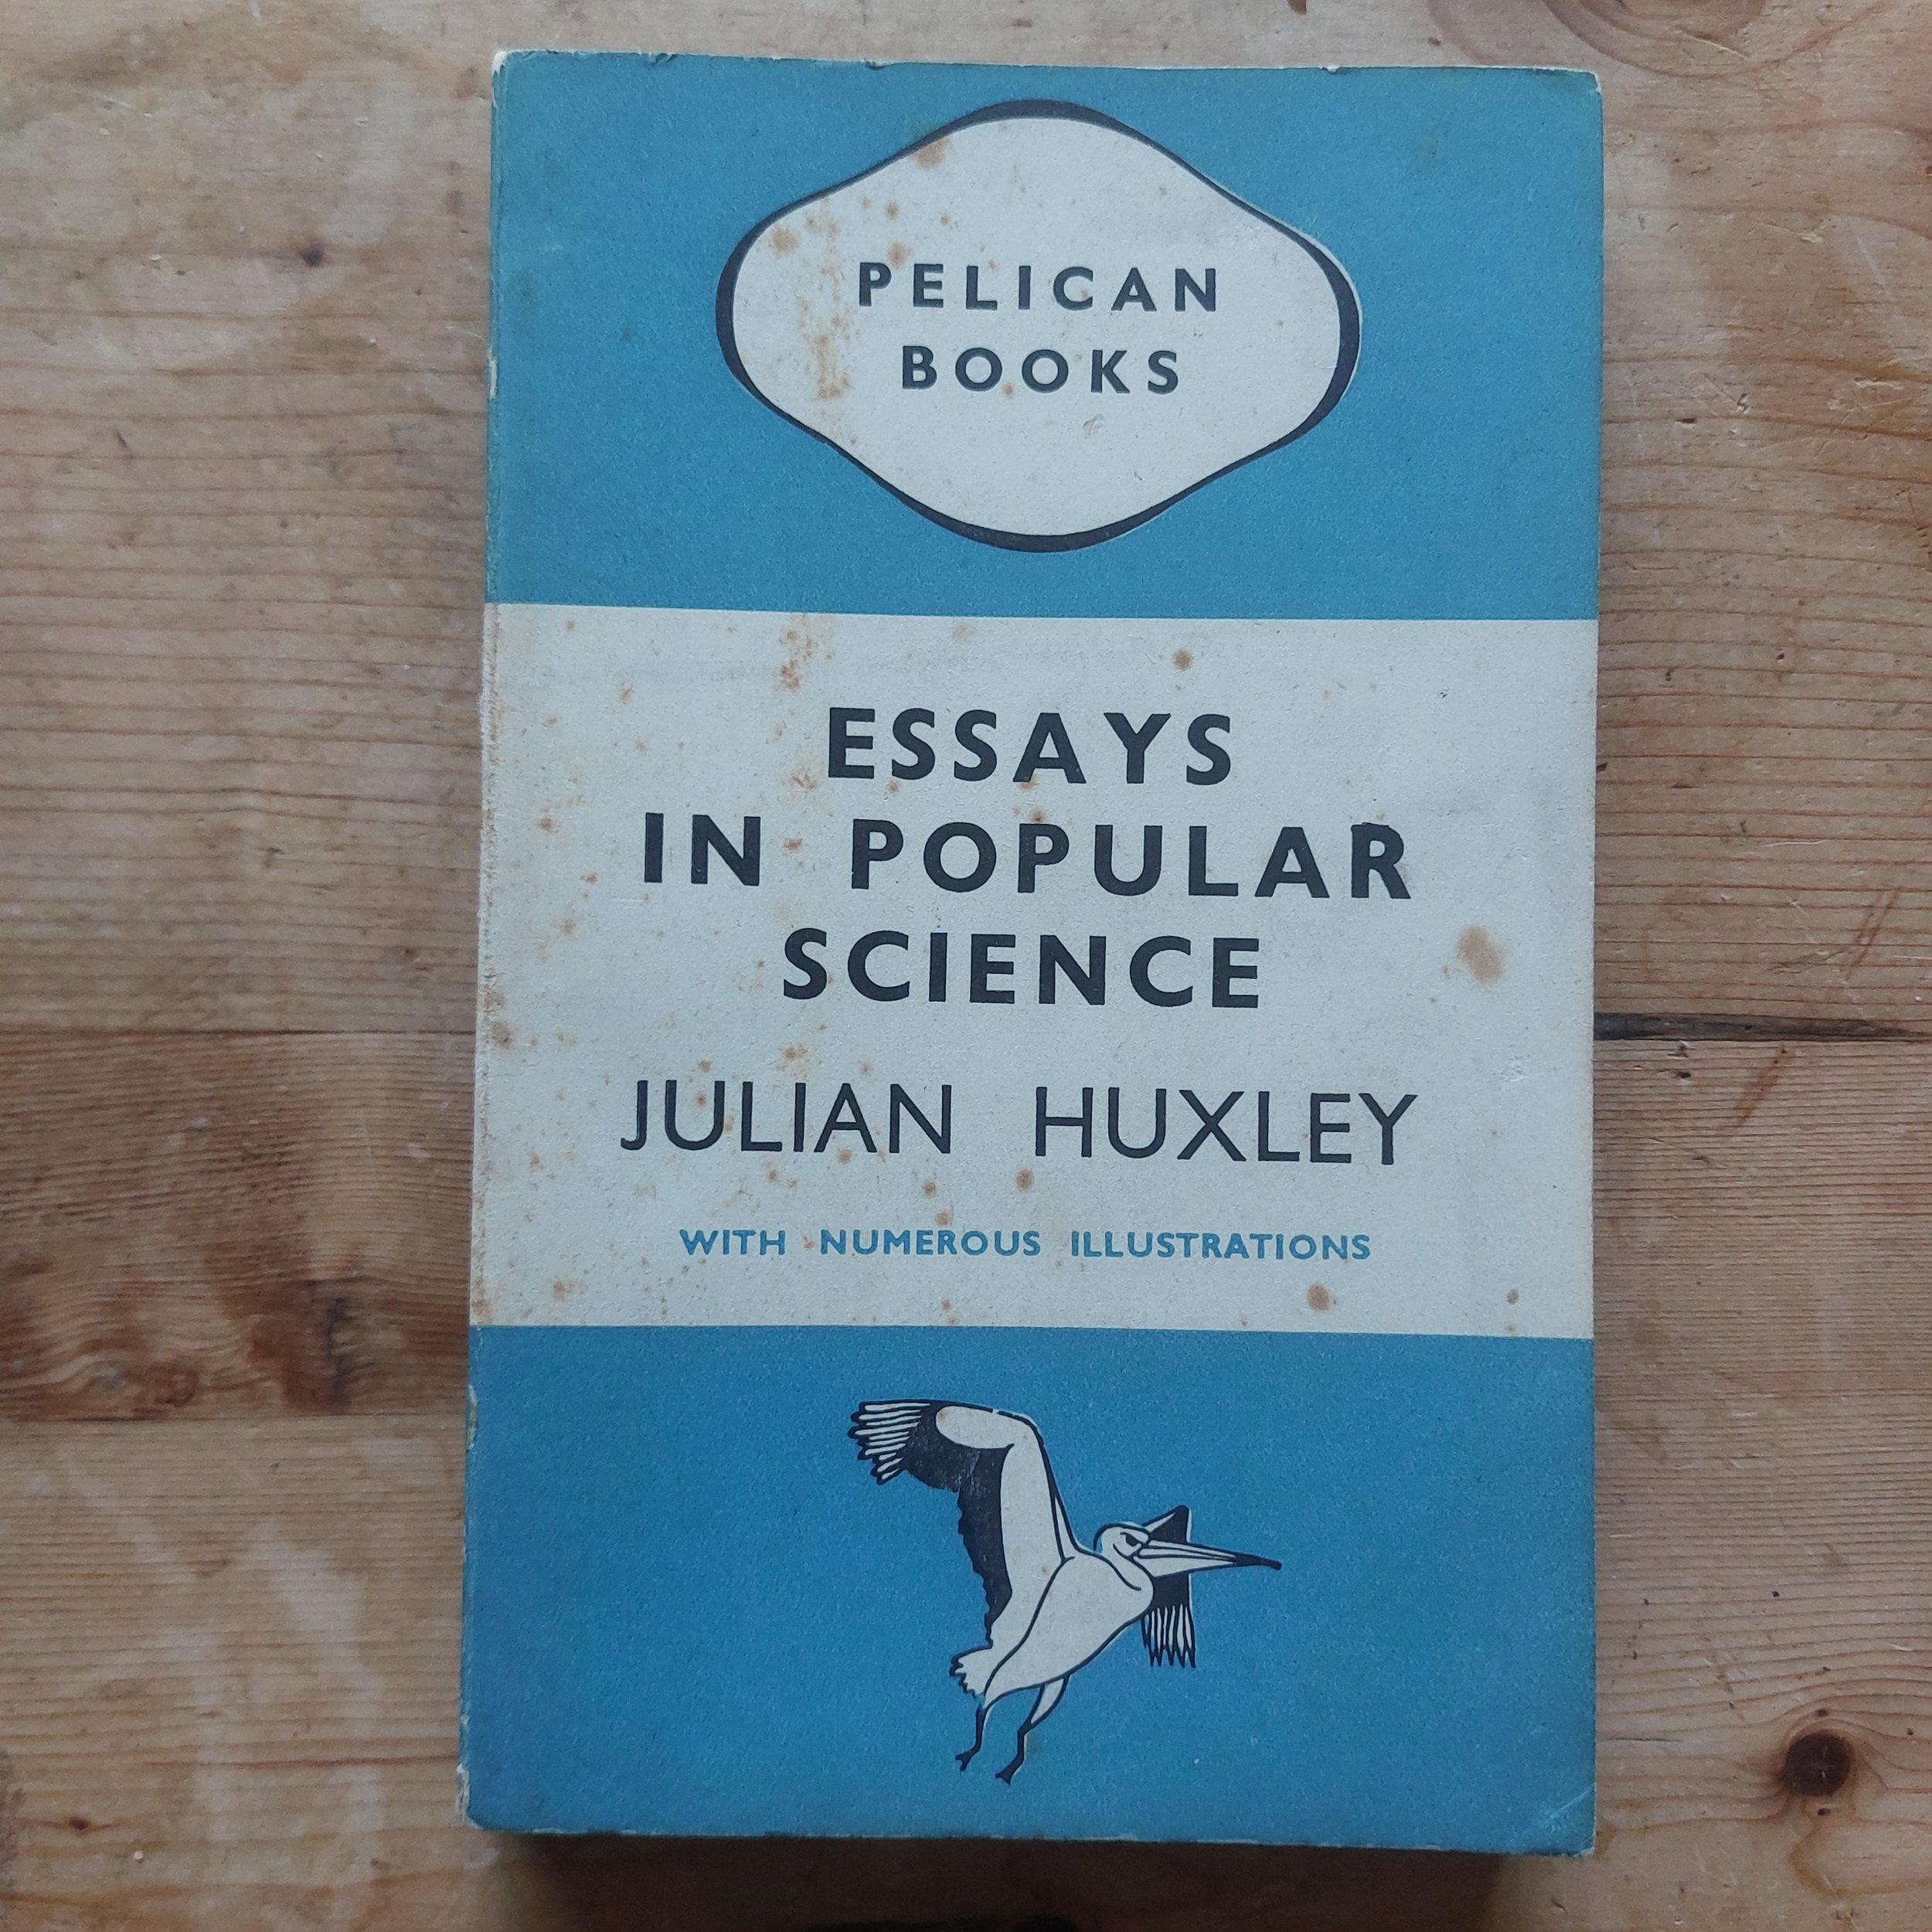 PELICAN
BOOKS
ESSAYS
IN POPULAR
SCIENCE
JULIAN HUXLEY
WITH NUMEROUS ILLUSTRATIONS